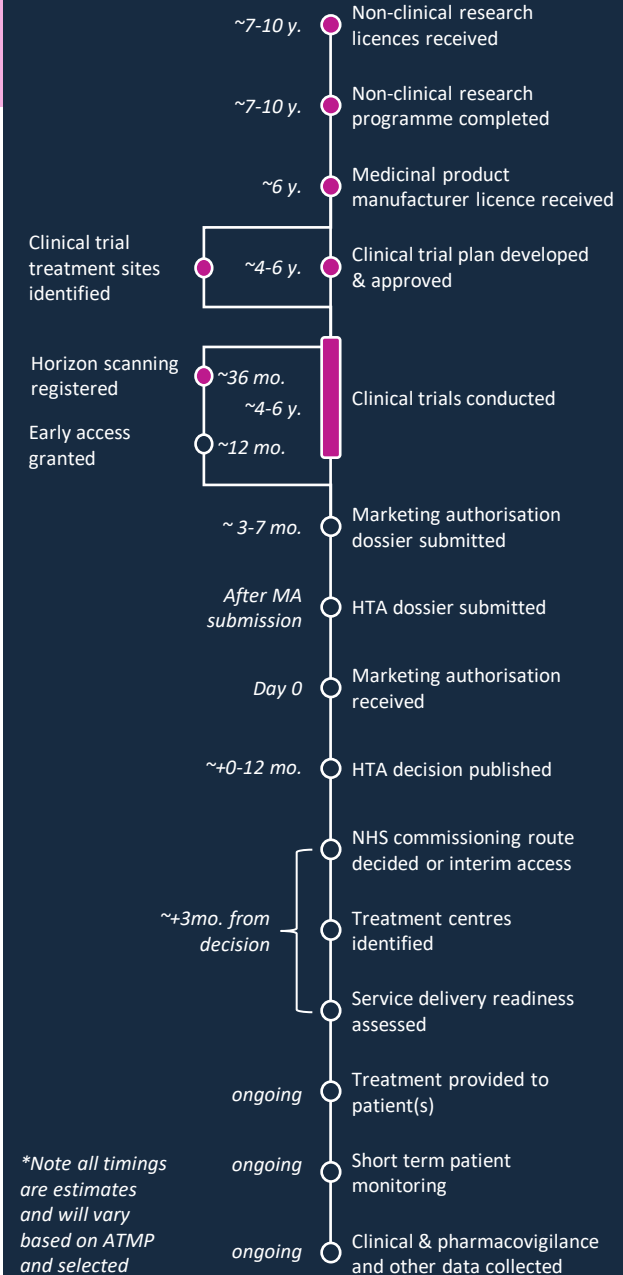 ~7-10 y.
Non-clinical research
licences received
~7-10 y.
Non-clinical research
programme completed
~6 y.
Medicinal product
manufacturer licence received
Clinical trial
treatment sites
identified
~4-6 y.
Clinical trial plan developed
& approved
Horizon scanning
registered
~36 mo.
~4-6 y.
Clinical trials conducted
Early access
granted
~12 mo.
~ 3-7 mo.
Marketing authorisation
dossier submitted
After MA
submission
HTA dossier submitted
Day 0
Marketing authorisation
received
~+0-12 mo.
HTA decision published
NHS commissioning route
decided or interim access
~+3mo. from
decision
Treatment centres
identified
Service delivery readiness
assessed
ongoing
Treatment provided to
patient(s)
ongoing
Short term patient
monitoring
ongoing
Clinical & pharmacovigilance
and other data collected
*Note all timings
are estimates
and will vary
based on ATMP
and selected